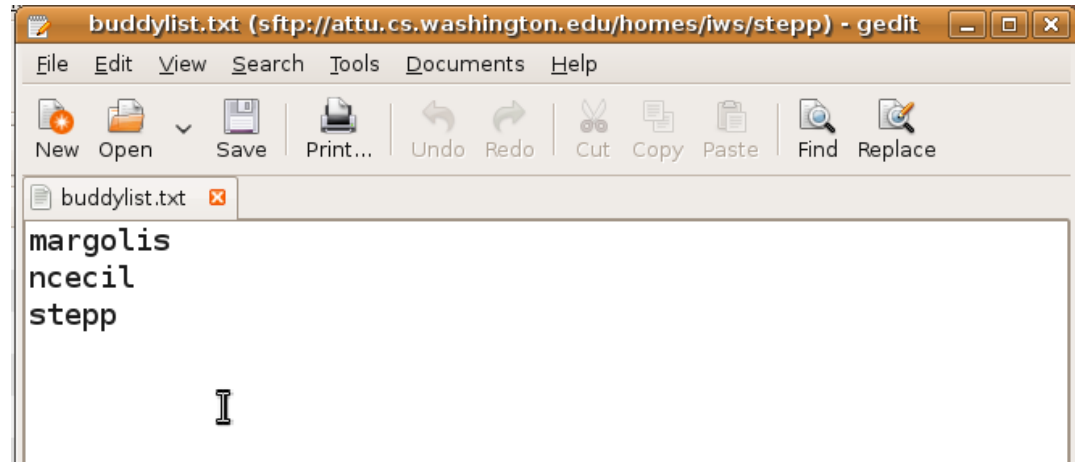 buddylist.txt (sftp://attu.cs.washington.edu/homes/iws/stepp) - gedit
File Edit View Search Tools Documents Help
New Open Save Print... Undo Redo Cut Copy Paste Find Replace
buddylist.txt
margolis
ncecil
stepp